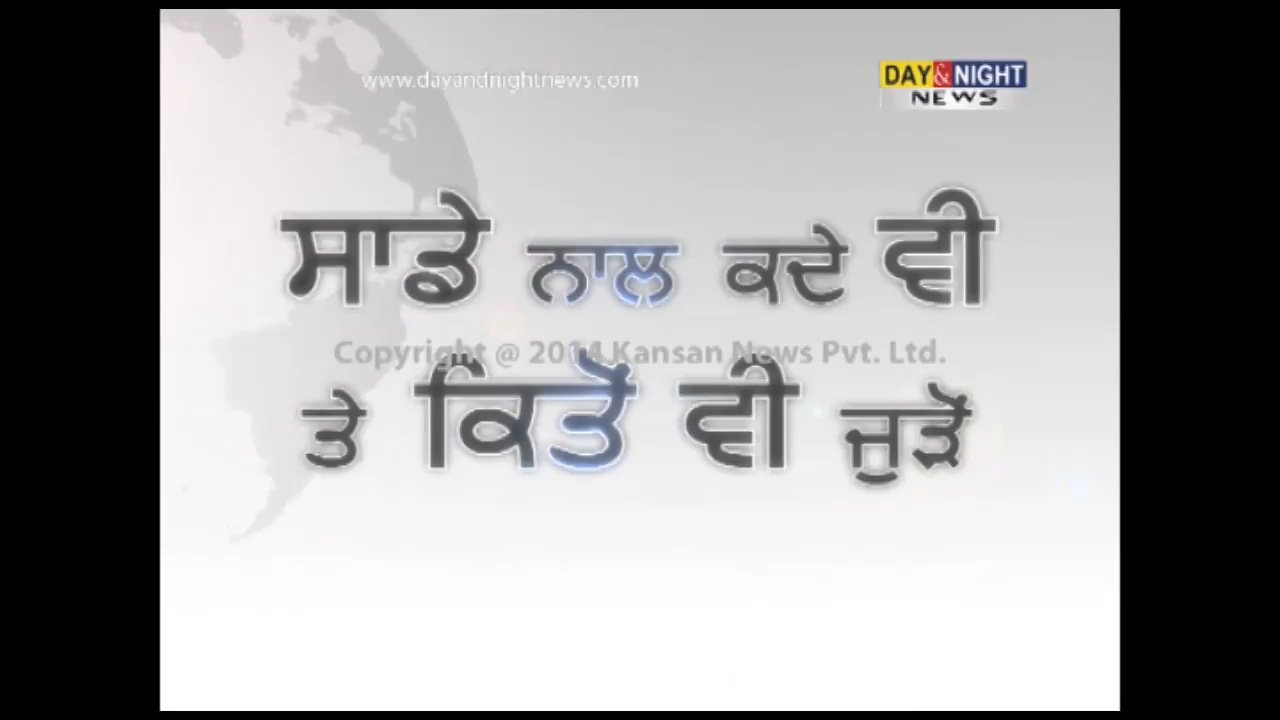 www.dayandnightnews.com
DAY & NIGHT
NEWS
ਸਾਡੇ ਨਾਲ ਕਦੇ ਵੀ
Copyright @ 2014 Kansan News Pvt. Ltd.
ਤੇ ਕਿਤੋਂ ਵੀ ਜੁੜੋਂ